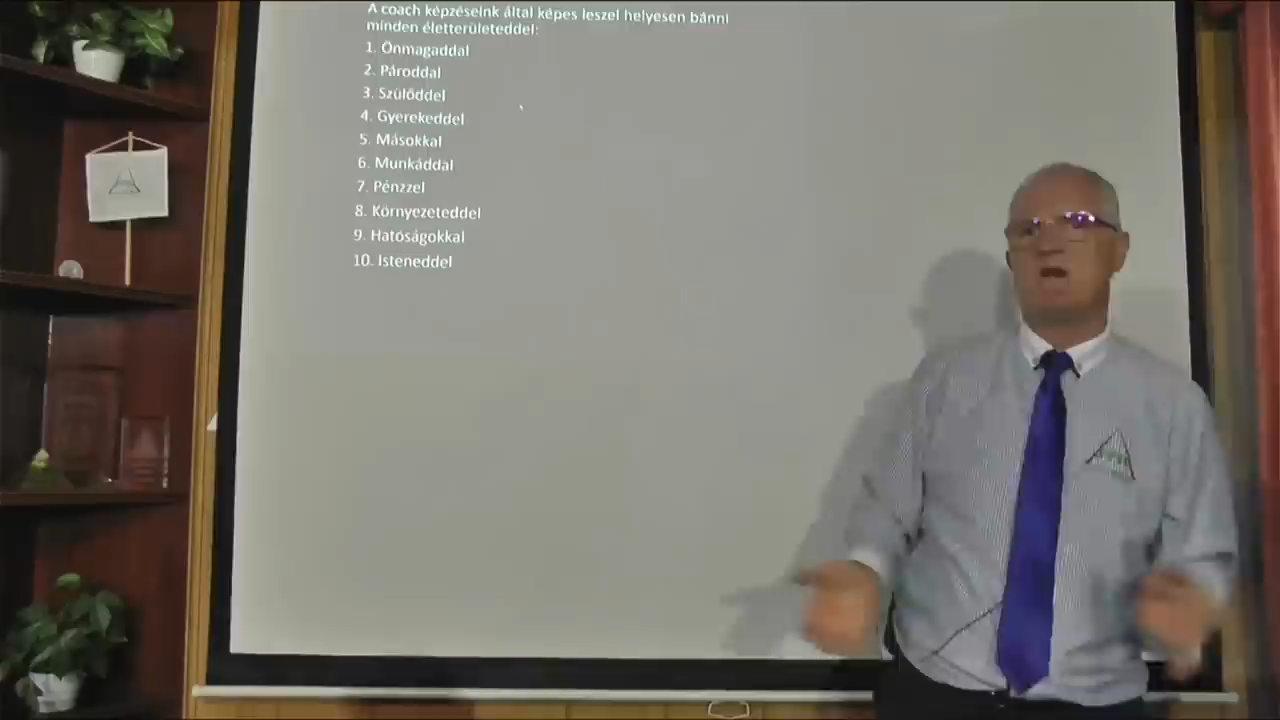 A coach képzéseink által képes leszel helyesen bánni
minden életterületeddel:
1. Önmagaddal
2. Pároddal
3. Szülőddel
4. Gyerekeddel
5. Másokkal
6. Munkáddal
7. Pénzzel
8. Környezeteddel
9. Hatóságokkal
10. Isteneddel